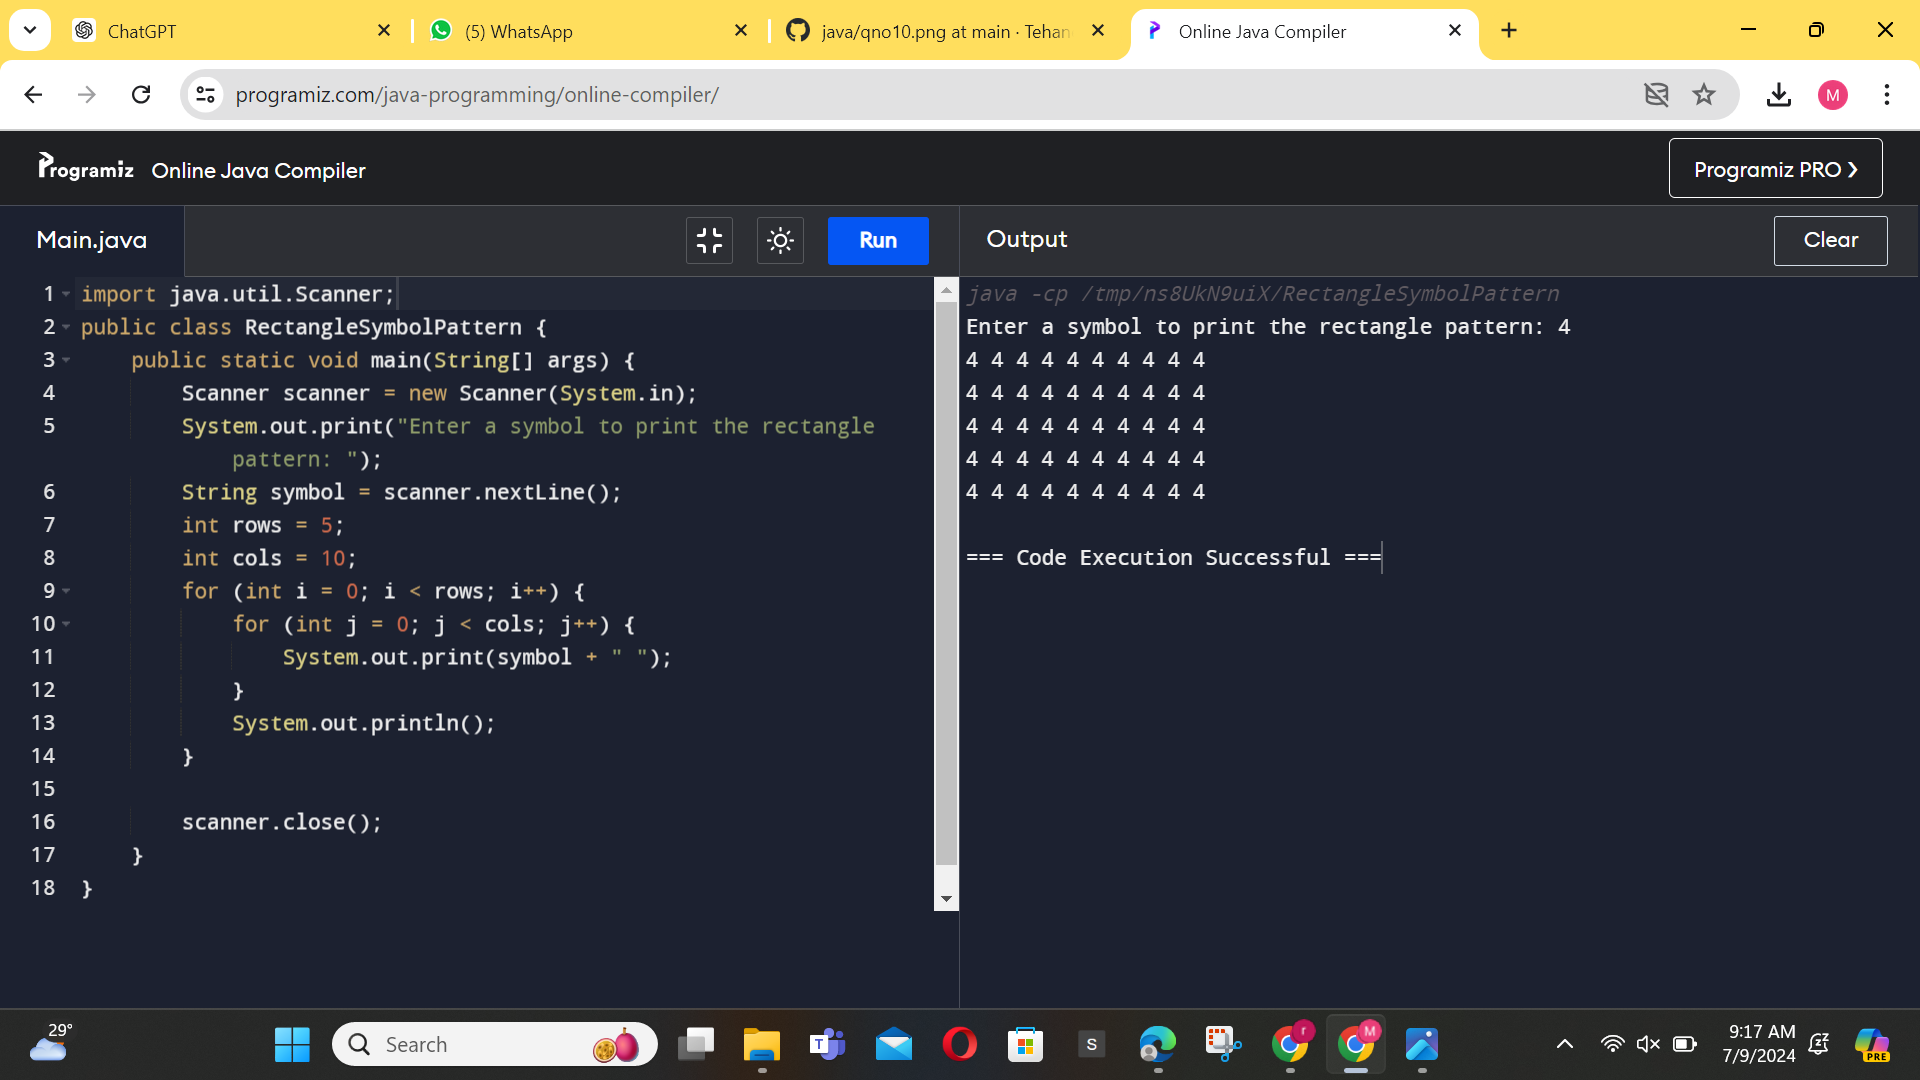 ChatGPT
(5) WhatsApp
java/qno10.png at main · Tehan
Online Java Compiler
programiz.com/java-programming/online-compiler/
M
Programiz
Online Java Compiler
Programiz PRO ❯
Main.java
Run
Output
Clear
1 import java.util.Scanner;
2 public class RectangleSymbolPattern {
3     public static void main(String[] args) {
4         Scanner scanner = new Scanner(System.in);
5         System.out.print("Enter a symbol to print the rectangle
            pattern: ");
6         String symbol = scanner.nextLine();
7         int rows = 5;
8         int cols = 10;
9         for (int i = 0; i < rows; i++) {
10             for (int j = 0; j < cols; j++) {
11                 System.out.print(symbol + " ");
12             }
13             System.out.println();
14         }
15
16         scanner.close();
17     }
18 }
java -cp /tmp/ns8UkN9uiX/RectangleSymbolPattern
Enter a symbol to print the rectangle pattern: 4
4 4 4 4 4 4 4 4 4 4
4 4 4 4 4 4 4 4 4 4
4 4 4 4 4 4 4 4 4 4
4 4 4 4 4 4 4 4 4 4
4 4 4 4 4 4 4 4 4 4
=== Code Execution Successful ===
29°
Search
T
S
r
M
9:17 AM
7/9/2024
PRE